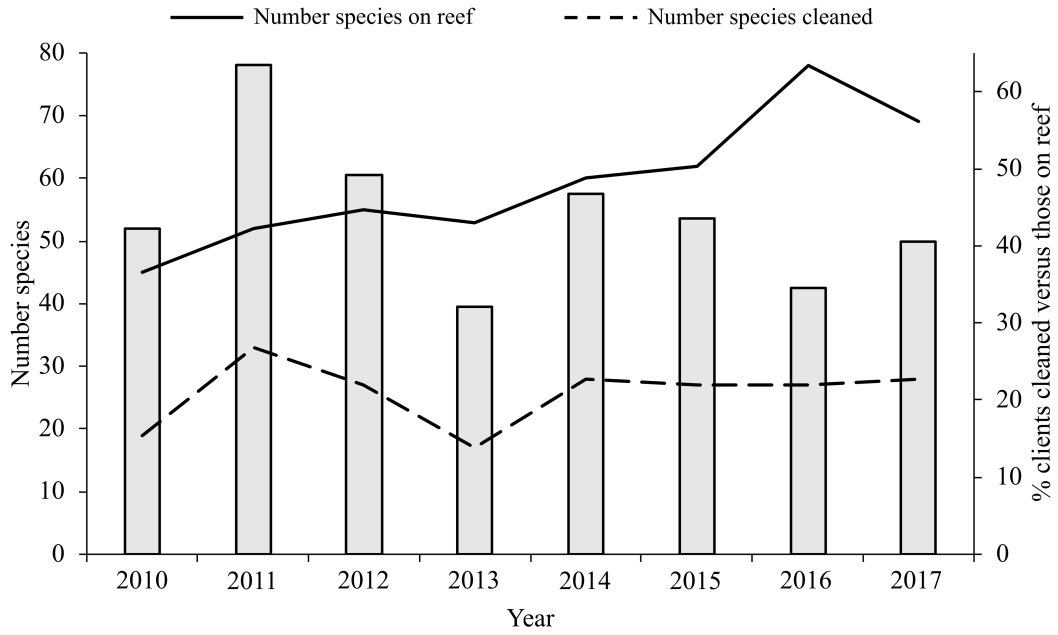 Number species on reef
Number species cleaned
80
70
60
50
40
30
20
10
0
Number species
60
50
40
30
20
10
0
% clients cleaned versus those on reef
2010 2011 2012 2013 2014 2015 2016 2017
Year